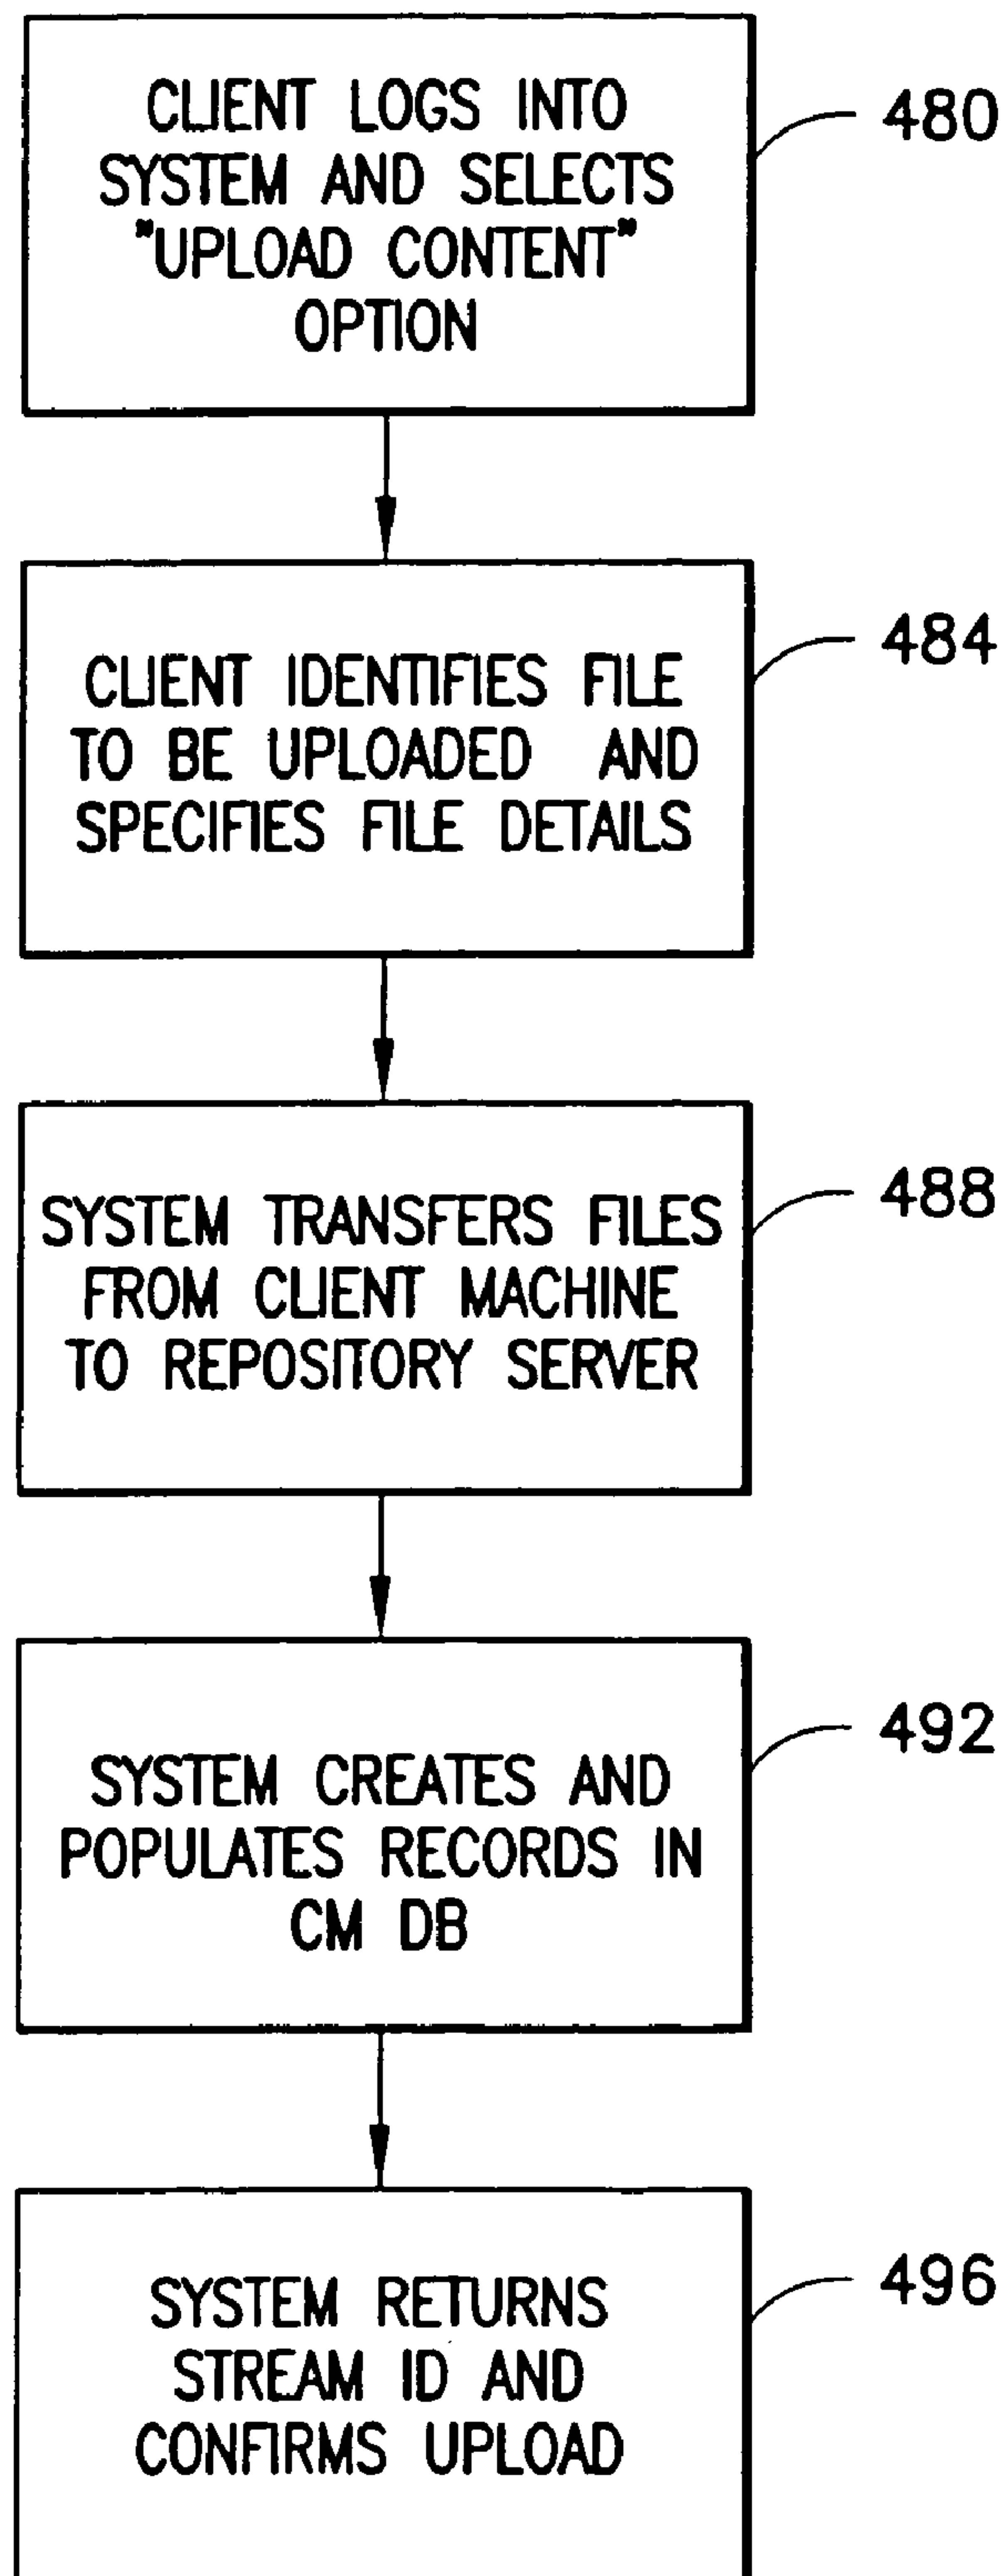 CLIENT LOGS INTO
SYSTEM AND SELECTS
"UPLOAD CONTENT"
OPTION
480
CLIENT IDENTIFIES FILE
TO BE UPLOADED AND
SPECIFIES FILE DETAILS
484
SYSTEM TRANSFERS FILES
FROM CLIENT MACHINE
TO REPOSITORY SERVER
488
SYSTEM CREATES AND
POPULATES RECORDS IN
CM DB
492
SYSTEM RETURNS
STREAM ID AND
CONFIRMS UPLOAD
496